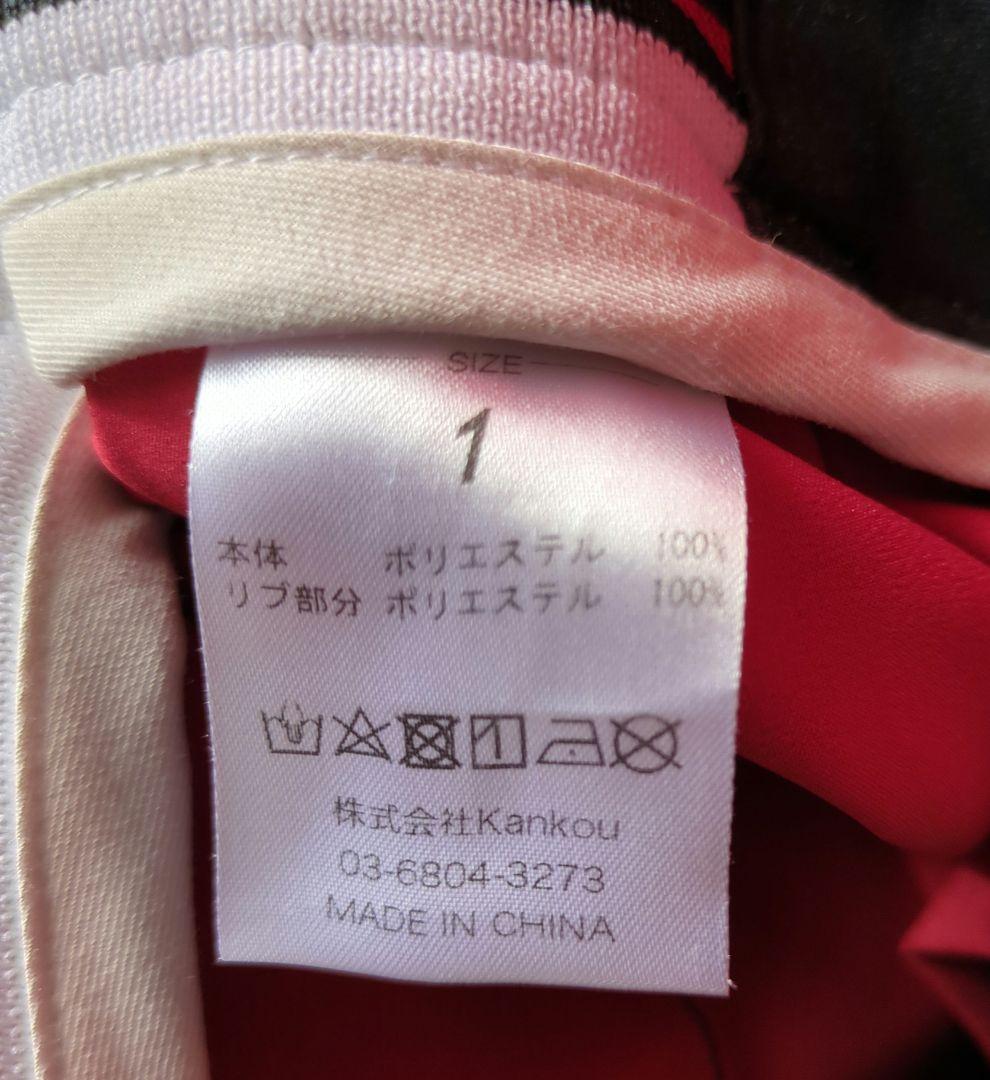 SIZE
1
本体 ポリエステル 100%
リブ部分 ポリエステル 100%
株式会社Kankou
03-6804-3273
MADE IN CHINA